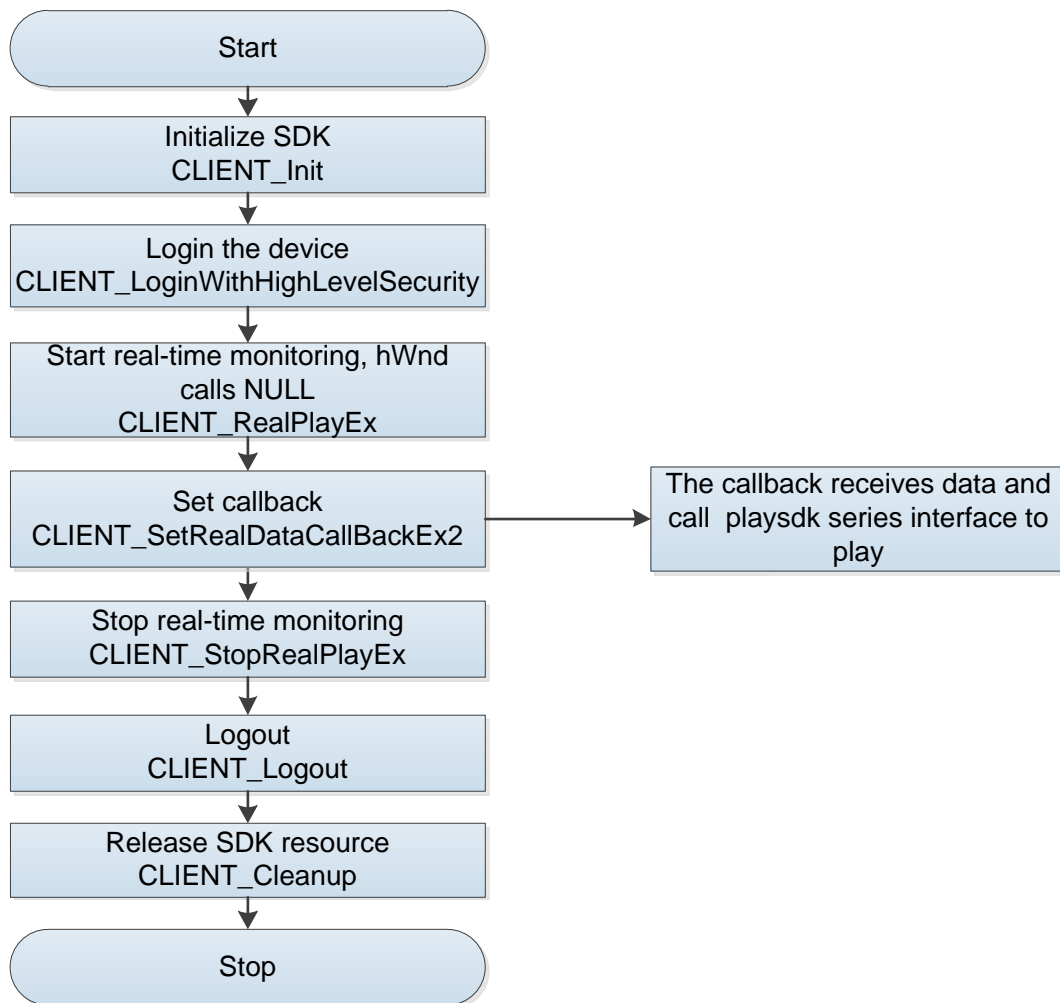 Start
Initialize SDK
CLIENT_Init
Login the device
CLIENT_LoginWithHighLevelSecurity
Start real-time monitoring, hWnd
calls NULL
CLIENT_RealPlayEx
Set callback
CLIENT_SetRealDataCallBackEx2
The callback receives data and
call playsdk series interface to
play
Stop real-time monitoring
CLIENT_StopRealPlayEx
Logout
CLIENT_Logout
Release SDK resource
CLIENT_Cleanup
Stop